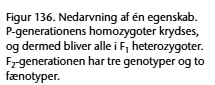 Figur 136. Nedarvning af én egenskab.
P-generationens homozygoter krydses,
og dermed bliver alle i F₁ heterozygoter.
F₂-generationen har tre genotyper og to
fænotyper.